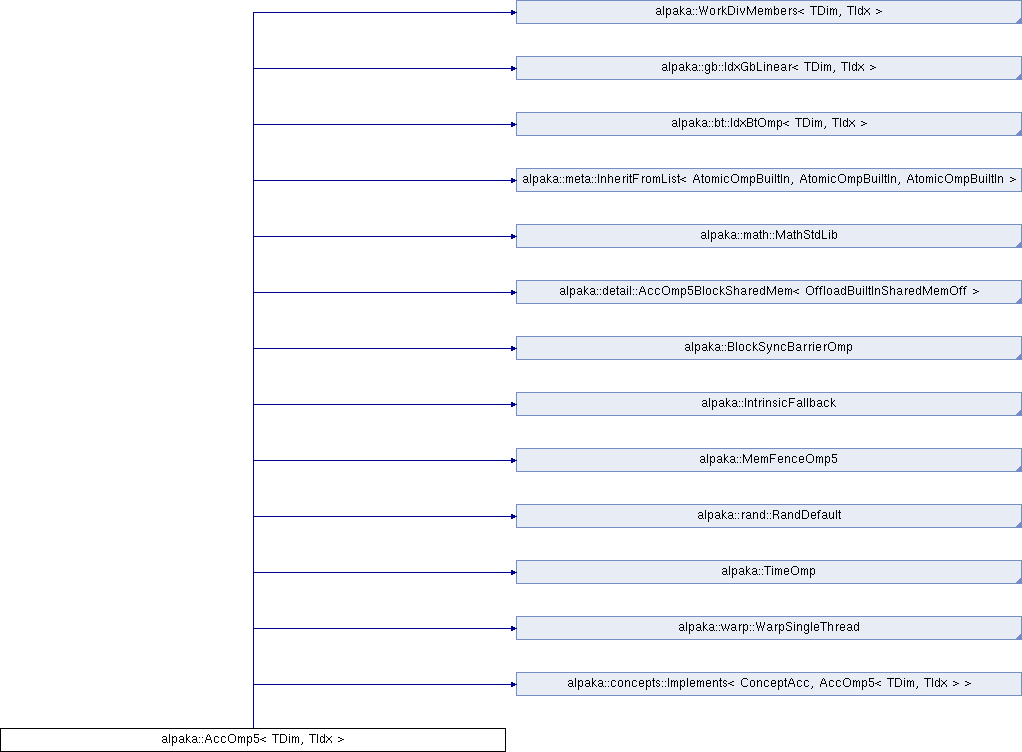 alpaka::WorkDivMembers< TDim, TIdx >
alpaka::gb::IdxGbLinear< TDim, TIdx >
alpaka::bt::IdxBtOmp< TDim, TIdx >
alpaka::meta::InheritFromList< AtomicOmpBuiltIn, AtomicOmpBuiltIn, AtomicOmpBuiltIn >
alpaka::math::MathStdLib
alpaka::detail::AccOmp5BlockSharedMem< OffloadBuiltInSharedMemOff >
alpaka::BlockSyncBarrierOmp
alpaka::IntrinsicFallback
alpaka::MemFenceOmp5
alpaka::rand::RandDefault
alpaka::TimeOmp
alpaka::warp::WarpSingleThread
alpaka::concepts::Implements< ConceptAcc, AccOmp5< TDim, TIdx > >
alpaka::AccOmp5< TDim, TIdx >